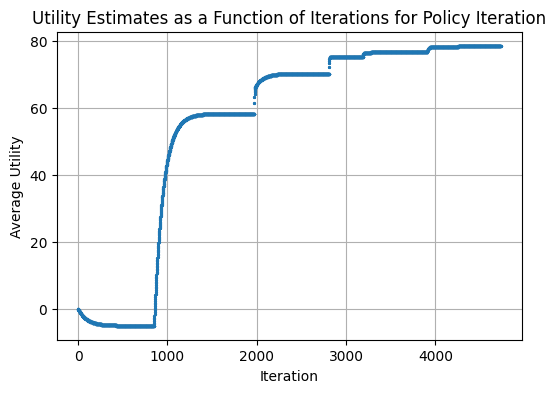 Utility Estimates as a Function of Iterations for Policy Iteration
80
60
40
20
0
Average Utility
0 1000 2000 3000 4000
Iteration